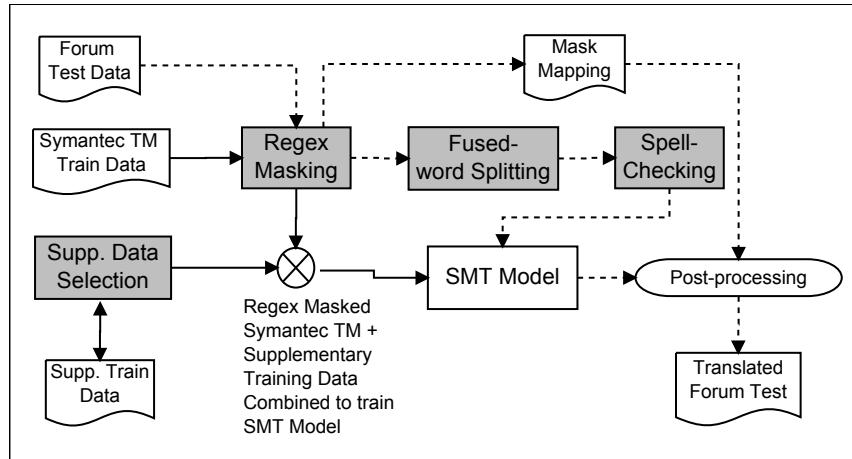 Forum
Test Data
Mask
Mapping
Symantec TM
Train Data
Regex
Masking
Fused-
word Splitting
Spell-
Checking
Supp. Data
Selection
SMT Model
Post-processing
Regex Masked
Symantec TM +
Supplementary
Training Data
Combined to train
SMT Model
Supp. Train
Data
Translated
Forum Test